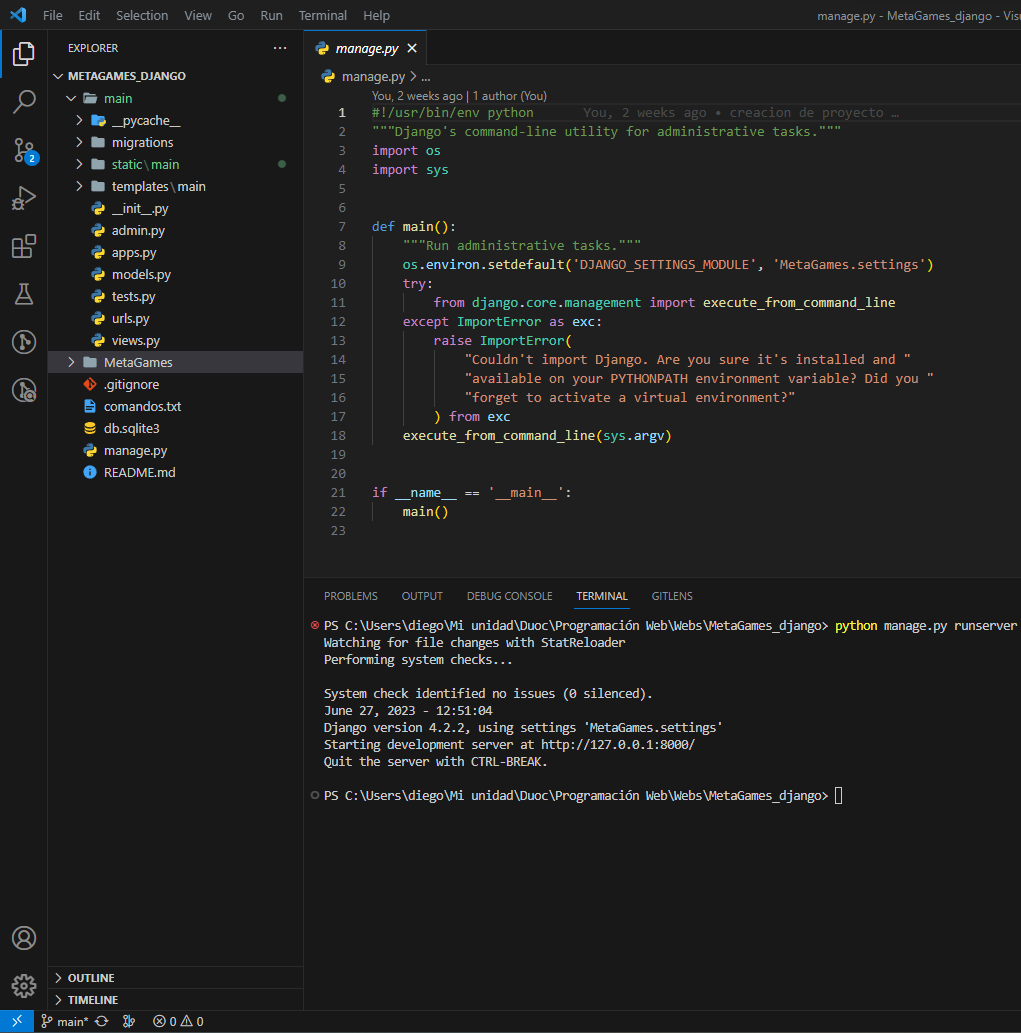 File Edit Selection View Go Run Terminal Help manage.py - MetaGames_django - Visu
EXPLORER
METAGAMES_DJANGO
main
__pycache__
migrations
static\main
templates\main
__init__.py
admin.py
apps.py
models.py
tests.py
urls.py
views.py
MetaGames
.gitignore
comandos.txt
db.sqlite3
manage.py
README.md
OUTLINE
TIMELINE
2
manage.py
manage.py > ...
You, 2 weeks ago | 1 author (You)
1 #!/usr/bin/env python You, 2 weeks ago • creacion de proyecto …
2 """Django's command-line utility for administrative tasks."""
3 import os
4 import sys
5
6
7 def main():
8 """Run administrative tasks."""
9 os.environ.setdefault('DJANGO_SETTINGS_MODULE', 'MetaGames.settings')
10 try:
11 from django.core.management import execute_from_command_line
12 except ImportError as exc:
13 raise ImportError(
14 "Couldn't import Django. Are you sure it's installed and "
15 "available on your PYTHONPATH environment variable? Did you "
16 "forget to activate a virtual environment?"
17 ) from exc
18 execute_from_command_line(sys.argv)
19
20
21 if __name__ == '__main__':
22 main()
23
PROBLEMS OUTPUT DEBUG CONSOLE TERMINAL GITLENS
PS C:\Users\diego\Mi unidad\Duoc\Programación Web\Webs\MetaGames_django> python manage.py runserver
Watching for file changes with StatReloader
Performing system checks...
System check identified no issues (0 silenced).
June 27, 2023 - 12:51:04
Django version 4.2.2, using settings 'MetaGames.settings'
Starting development server at http://127.0.0.1:8000/
Quit the server with CTRL-BREAK.
PS C:\Users\diego\Mi unidad\Duoc\Programación Web\Webs\MetaGames_django>
main* 0 0